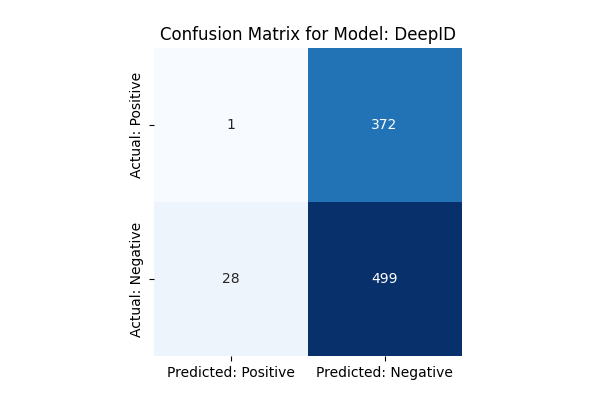 Confusion Matrix for Model: DeepID
Actual: Positive
1
372
Actual: Negative
28
499
Predicted: Positive
Predicted: Negative